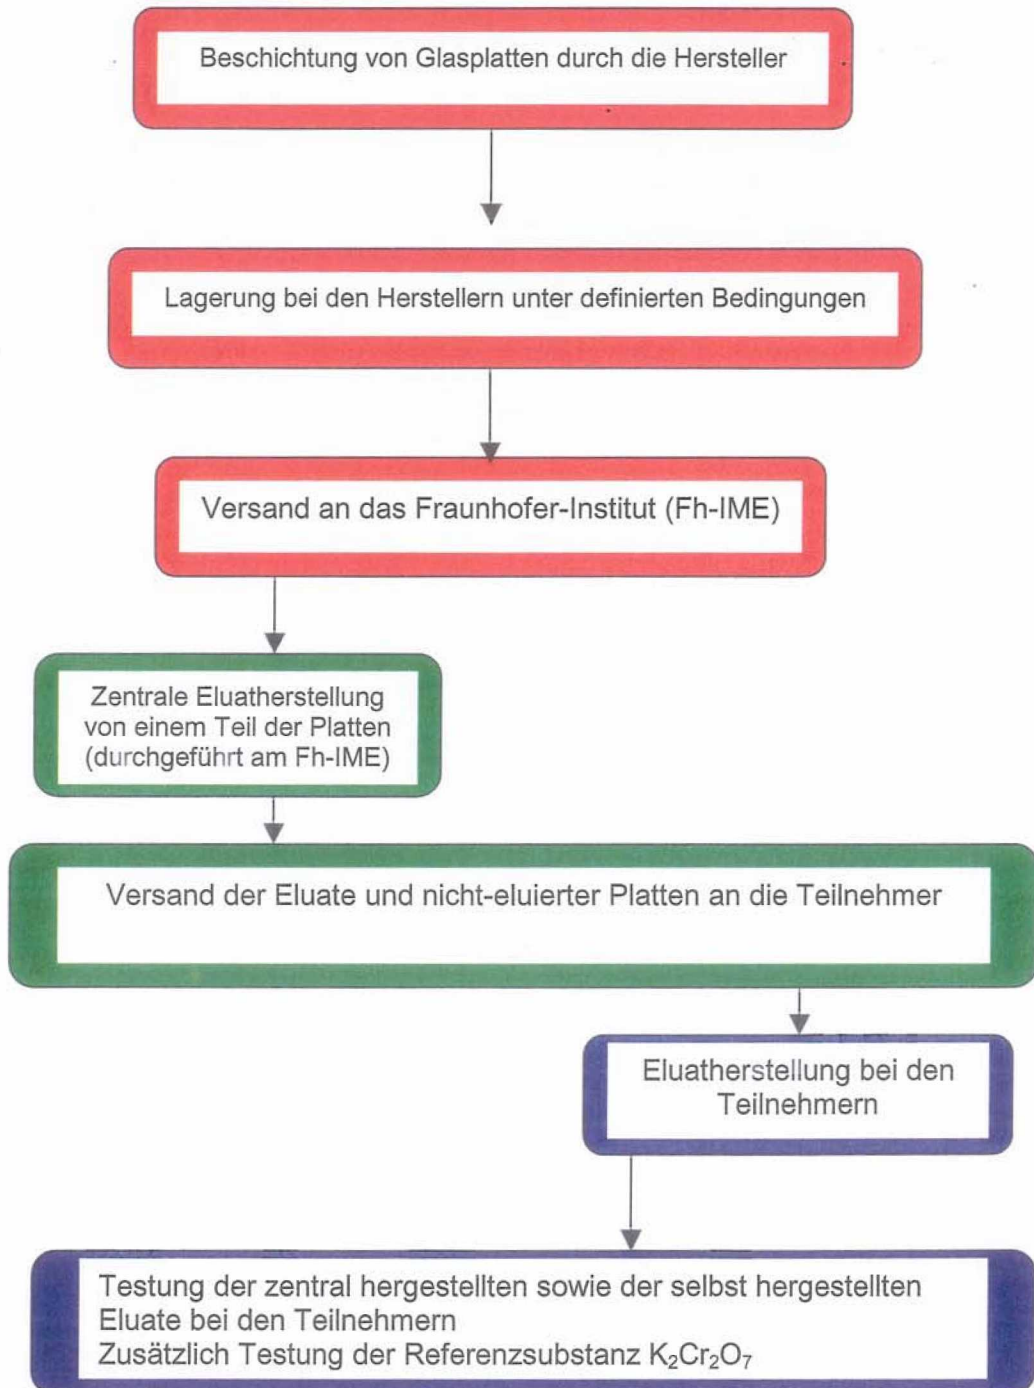 Beschichtung von Glasplatten durch die Hersteller
Lagerung bei den Herstellern unter definierten Bedingungen
Versand an das Fraunhofer-Institut (Fh-IME)
Zentrale Eluatherstellung
von einem Teil der Platten
(durchgeführt am Fh-IME)
Versand der Eluate und nicht-eluierter Platten an die Teilnehmer
Eluatherstellung bei den
Teilnehmern
Testung der zentral hergestellten sowie der selbst hergestellten
Eluate bei den Teilnehmern
Zusätzlich Testung der Referenzsubstanz K₂Cr₂O₇